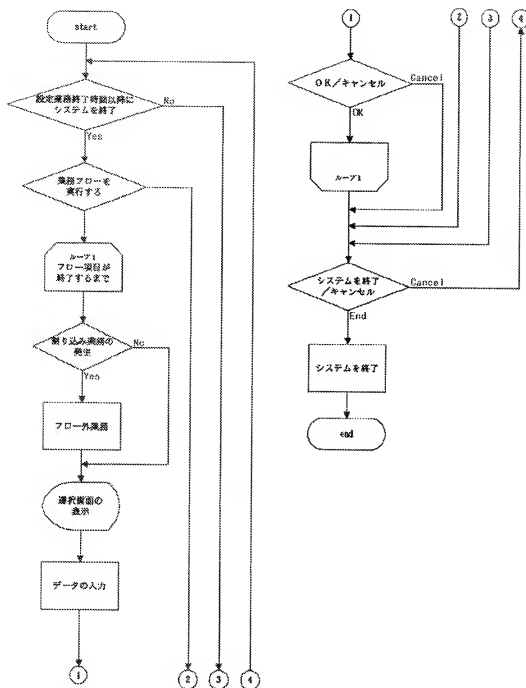 start
設定業務終了時間以降に
システムを終了
No
Yes
業務フローを
実行する
ループ1
フロー項目が
終了するまで
割り込み業務の
発生
No
Yes
フロー外業務
選択画面の
表示
データの入力
1
2
3
4
1
2
3
4
OK/キャンセル
Cancel
OK
ループ1
システムを終了
/キャンセル
Cancel
End
システムを終了
end